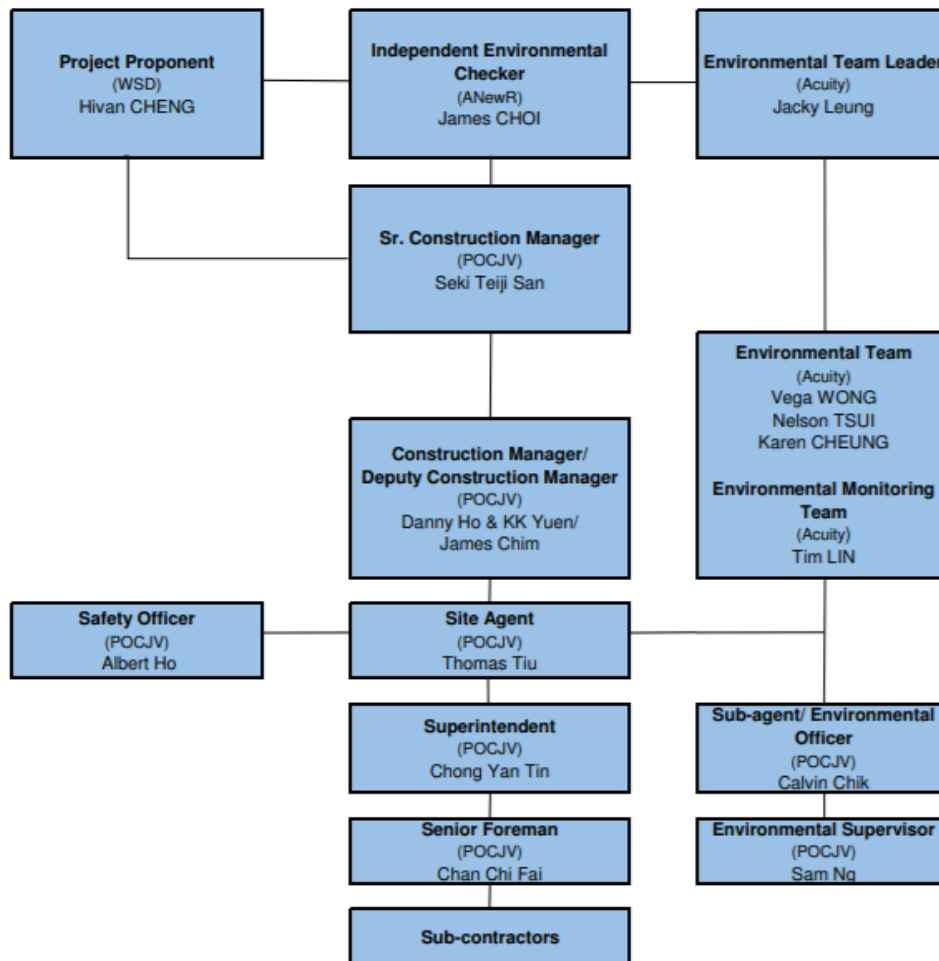 Project Proponent
(WSD)
Hivan CHENG
Independent Environmental
Checker
(ANewR)
James CHOI
Environmental Team Leader
(Acuity)
Jacky Leung
Sr. Construction Manager
(POCJV)
Seki Teiji San
Environmental Team
(Acuity)
Vega WONG
Nelson TSUI
Karen CHEUNG
Environmental Monitoring
Team
(Acuity)
Tim LIN
Construction Manager/
Deputy Construction Manager
(POCJV)
Danny Ho & KK Yuen/
James Chim
Safety Officer
(POCJV)
Albert Ho
Site Agent
(POCJV)
Thomas Tiu
Superintendent
(POCJV)
Chong Yan Tin
Sub-agent/ Environmental
Officer
(POCJV)
Calvin Chik
Senior Foreman
(POCJV)
Chan Chi Fai
Environmental Supervisor
(POCJV)
Sam Ng
Sub-contractors